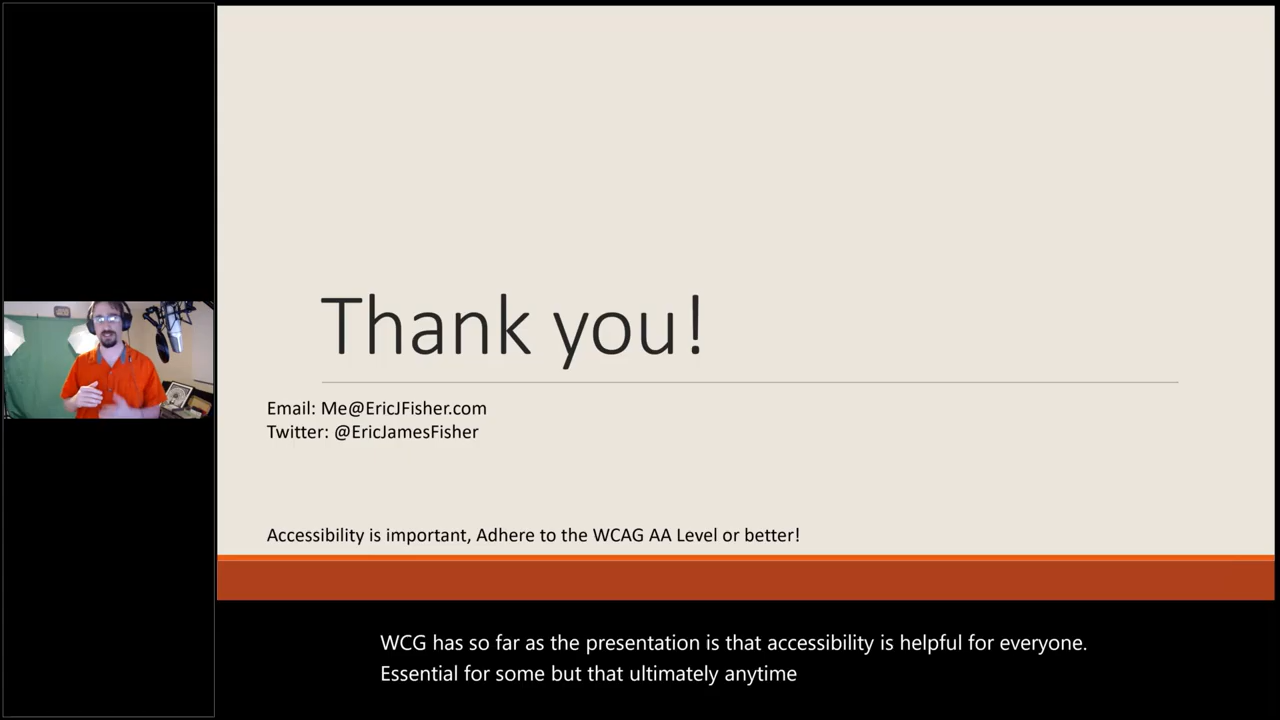 Thank you!
Email: Me@EricJFisher.com
Twitter: @EricJamesFisher
Accessibility is important, Adhere to the WCAG AA Level or better!
WCG has so far as the presentation is that accessibility is helpful for everyone.
Essential for some but that ultimately anytime